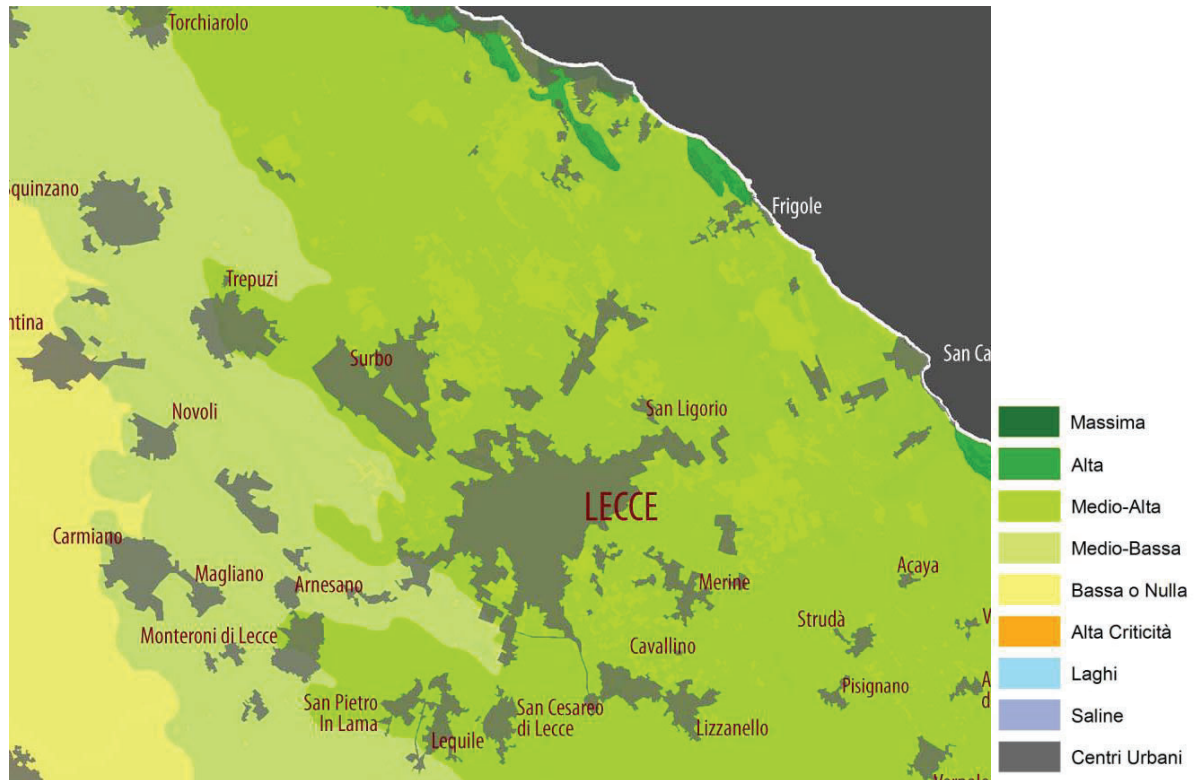 Torchiarolo
Squinzano
Frigole
Trepuzi
ntina
Surbo
San Ca
Novoli
San Ligorio
LECCE
Carmiano
Magliano
Arnesano
Merine
Acaya
Strudà
V
Monteroni di Lecce
Cavallino
Pisignano
A
d
San Pietro
In Lama
San Cesareo
di Lecce
Lequile
Lizzanello
Massima
Alta
Medio-Alta
Medio-Bassa
Bassa o Nulla
Alta Criticità
Laghi
Saline
Centri Urbani